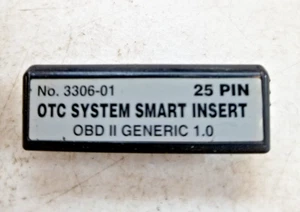 No. 3306-01 25 PIN
OTC SYSTEM SMART INSERT
OBD II GENERIC 1.0